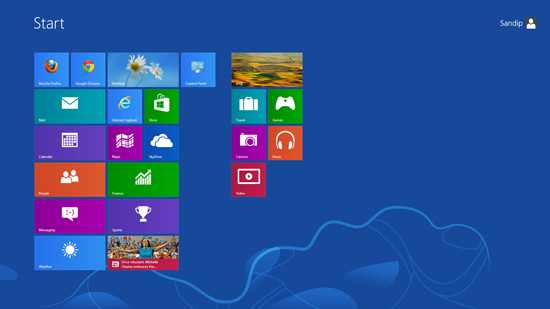 Start
Sandip
Mozilla Firefox
Google Chrome
Desktop
Control Panel
Mail
Internet Explorer
Store
Travel
Games
Calendar
Maps
SkyDrive
Camera
Music
People
Finance
Video
Messaging
Sports
Weather
Once reluctant, Michelle
Obama embraces the...